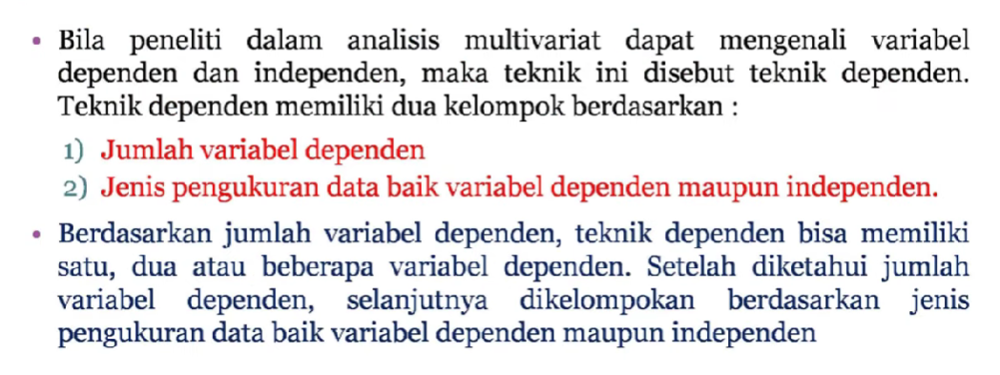 • Bila peneliti dalam analisis multivariat dapat mengenali variabel
dependen dan independen, maka teknik ini disebut teknik dependen.
Teknik dependen memiliki dua kelompok berdasarkan :
1) Jumlah variabel dependen
2) Jenis pengukuran data baik variabel dependen maupun independen.
• Berdasarkan jumlah variabel dependen, teknik dependen bisa memiliki
satu, dua atau beberapa variabel dependen. Setelah diketahui jumlah
variabel dependen, selanjutnya dikelompokan berdasarkan jenis
pengukuran data baik variabel dependen maupun independen